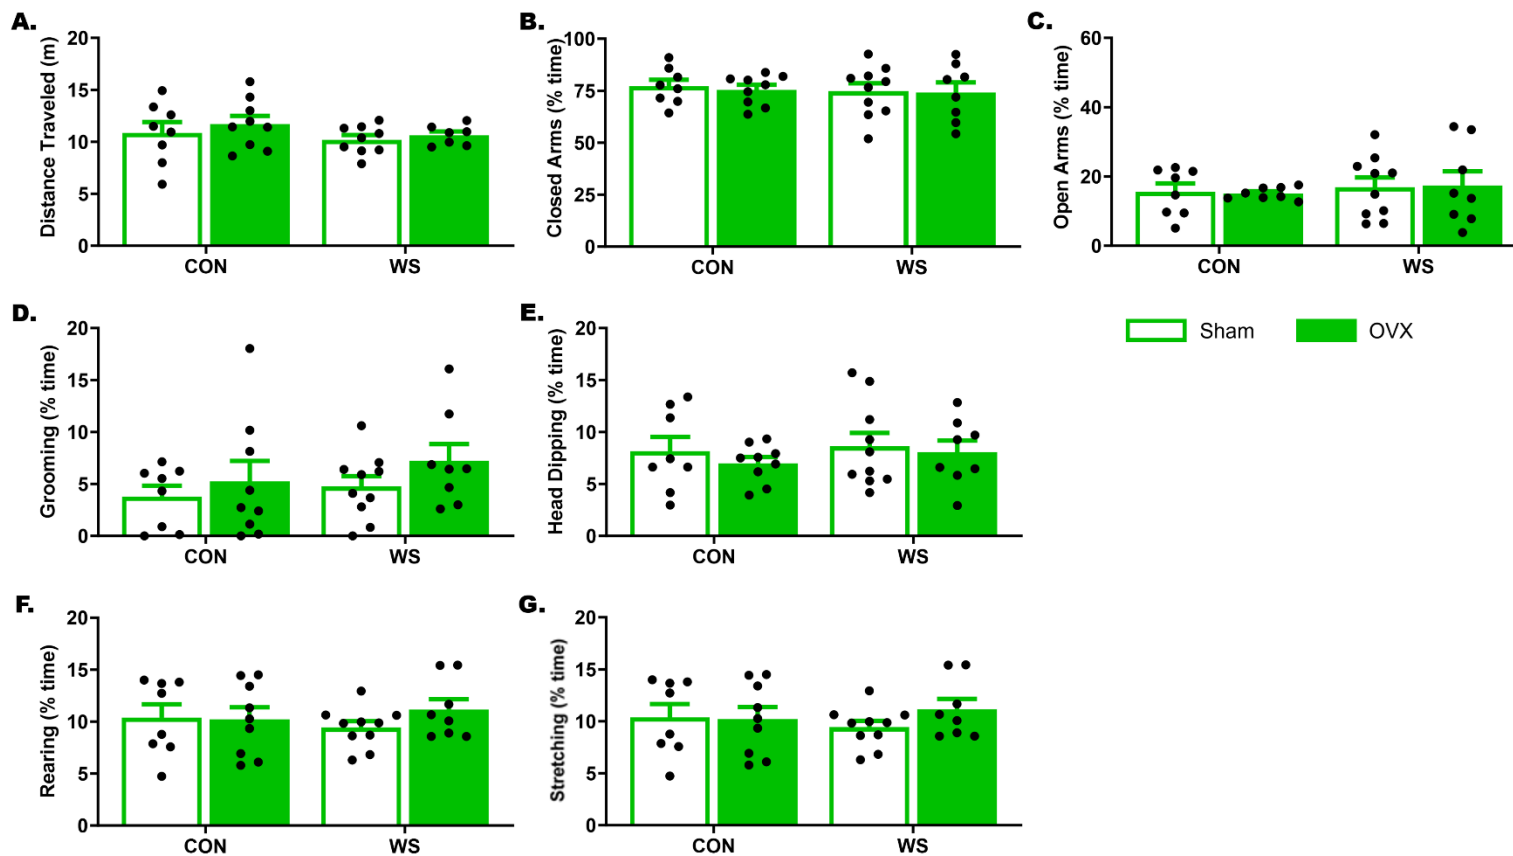 A.
Distance Traveled (m)
20
15
10
5
0
CON
WS
B.
Closed Arms (% time)
100
75
50
25
0
CON
WS
C.
Open Arms (% time)
60
40
20
0
CON
WS
Sham
OVX
D.
Grooming (% time)
20
15
10
5
0
CON
WS
E.
Head Dipping (% time)
20
15
10
5
0
CON
WS
F.
Rearing (% time)
20
15
10
5
0
CON
WS
G.
Stretching (% time)
20
15
10
5
0
CON
WS